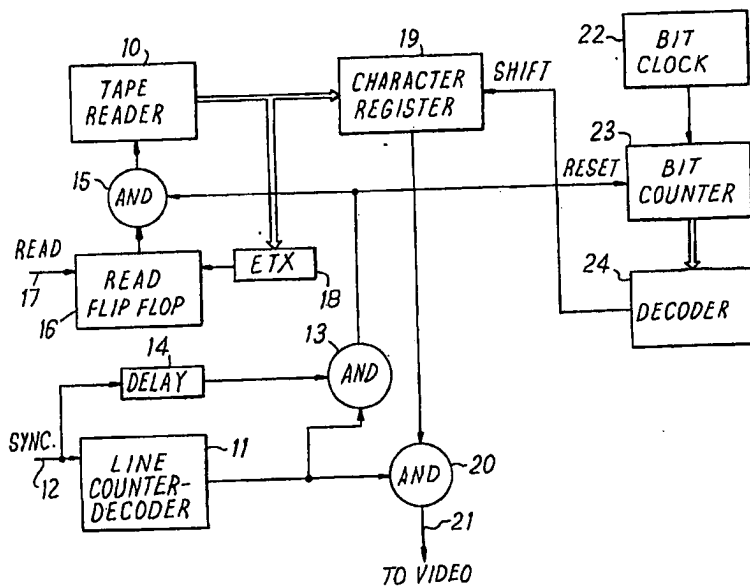 10
TAPE
READER
19
CHARACTER
REGISTER
SHIFT
22
BIT
CLOCK
23
BIT
COUNTER
RESET
15
AND
READ
17
READ
FLIP FLOP
16
ETX
18
24
DECODER
14
DELAY
13
AND
SYNC.
12
11
LINE
COUNTER-
DECODER
AND
20
21
TO VIDEO